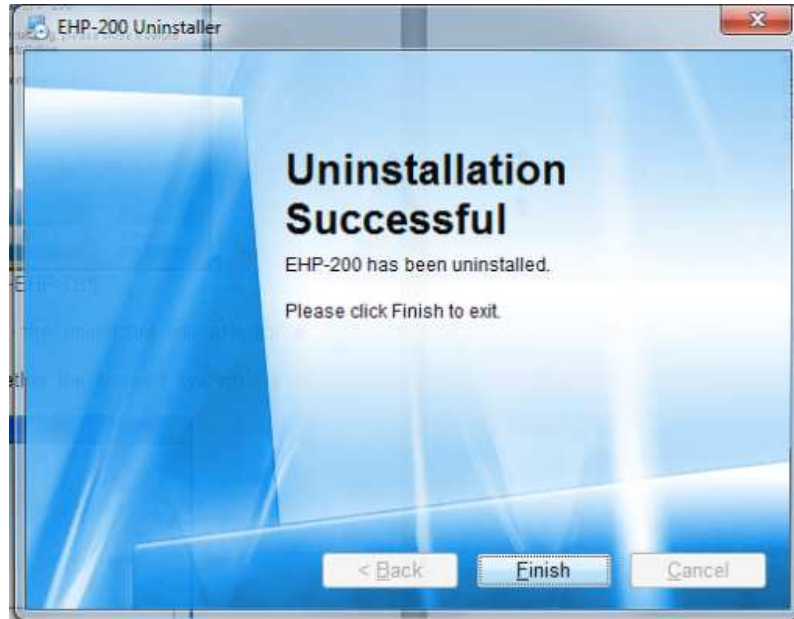 EHP-200 Uninstaller
Uninstallation
Successful
EHP-200 has been uninstalled.
Please click Finish to exit.
< Back
Finish
Cancel